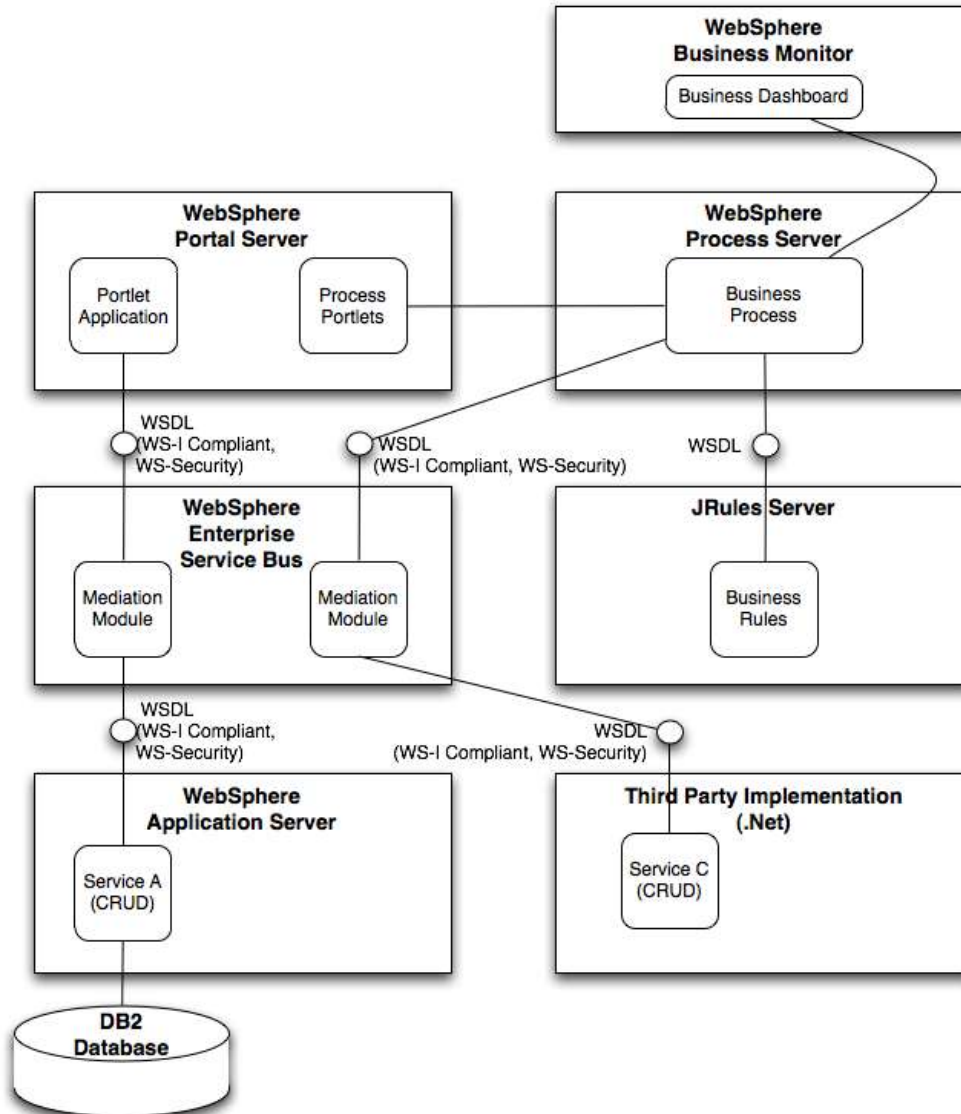 WebSphere
Business Monitor
Business Dashboard
WebSphere
Portal Server
Portlet
Application
Process
Portlets
WebSphere
Process Server
Business
Process
WSDL
(WS-I Compliant,
WS-Security)
WSDL
(WS-I Compliant, WS-Security)
WSDL
WebSphere
Enterprise
Service Bus
Mediation
Module
Mediation
Module
JRules Server
Business
Rules
WSDL
(WS-I Compliant,
WS-Security)
WSDL
(WS-I Compliant, WS-Security)
WebSphere
Application Server
Service A
(CRUD)
Third Party Implementation
(.Net)
Service C
(CRUD)
DB2
Database